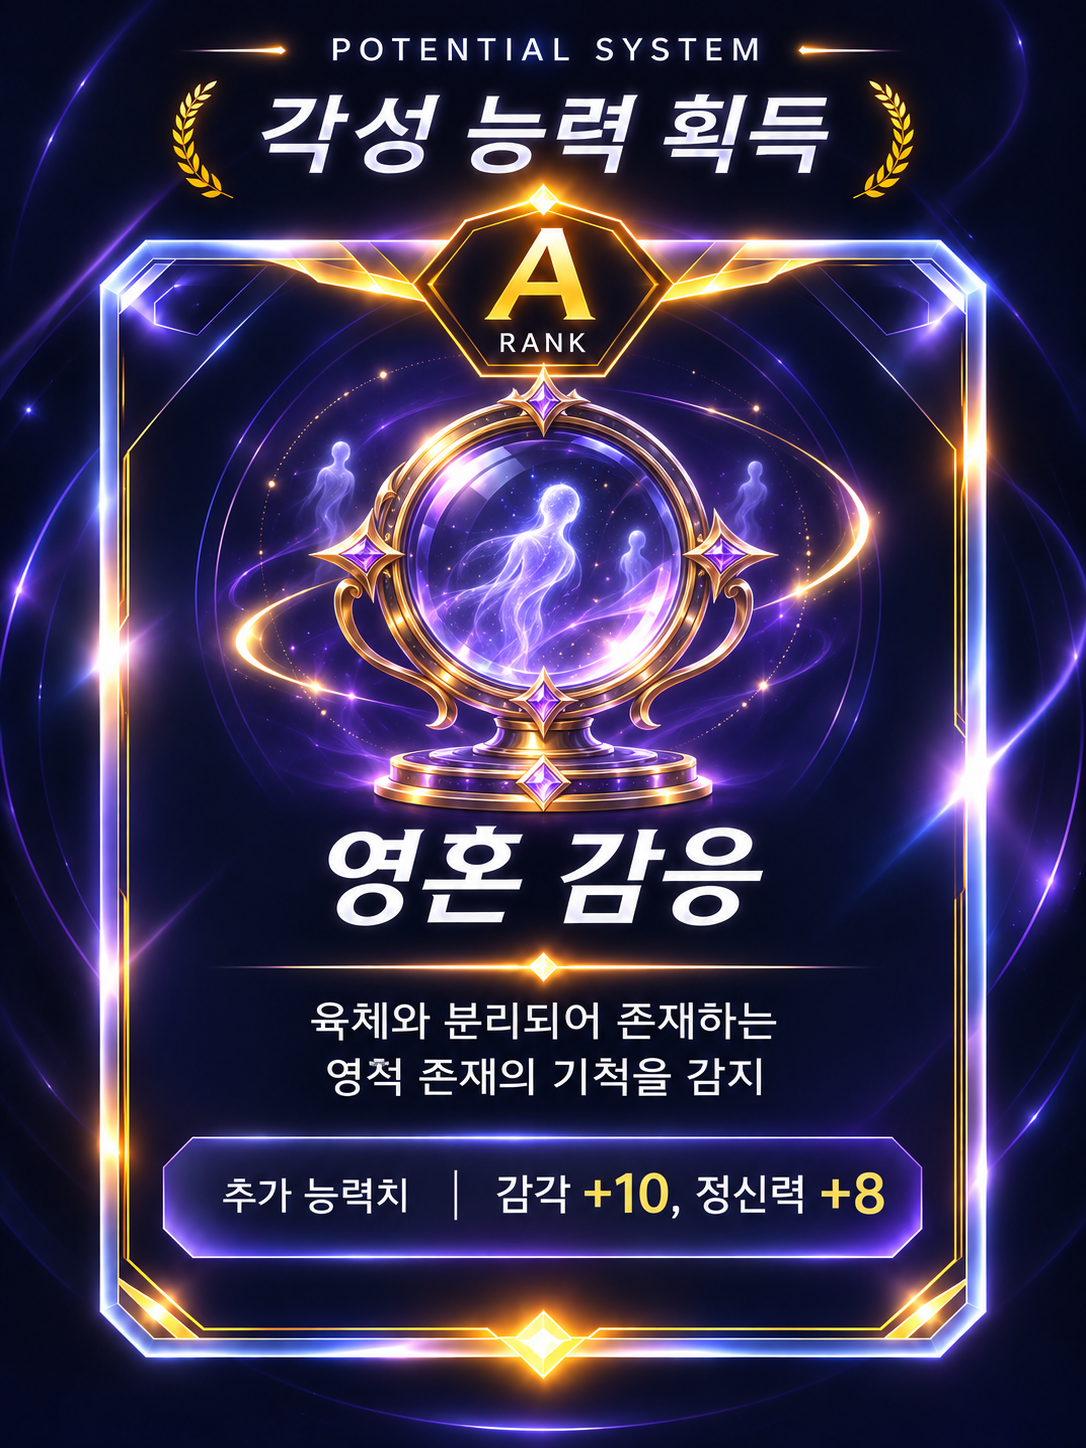 POTENTIAL SYSTEM
각성 능력 획득
A
RANK
영혼 감응
육체와 분리되어 존재하는
영척 존재의 기척을 감지
추가 능력치 | 감각 +10, 정신력 +8